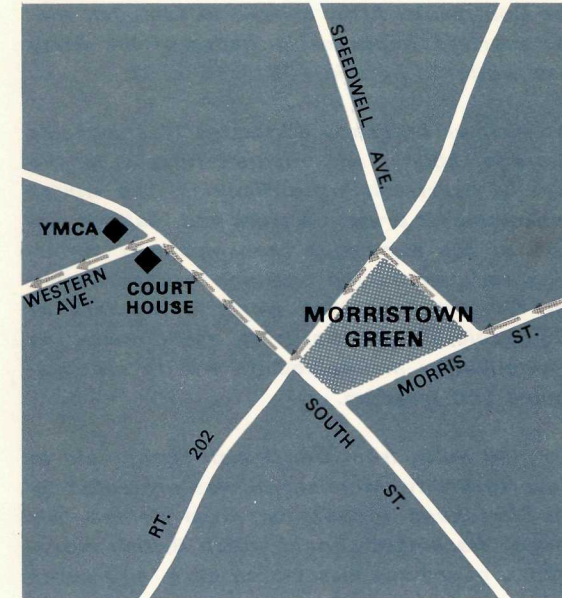 SPEEDWELL AVE.
YMCA
COURT
HOUSE
WESTERN
AVE.
MORRISTOWN
GREEN
MORRIS ST.
SOUTH ST.
RT. 202